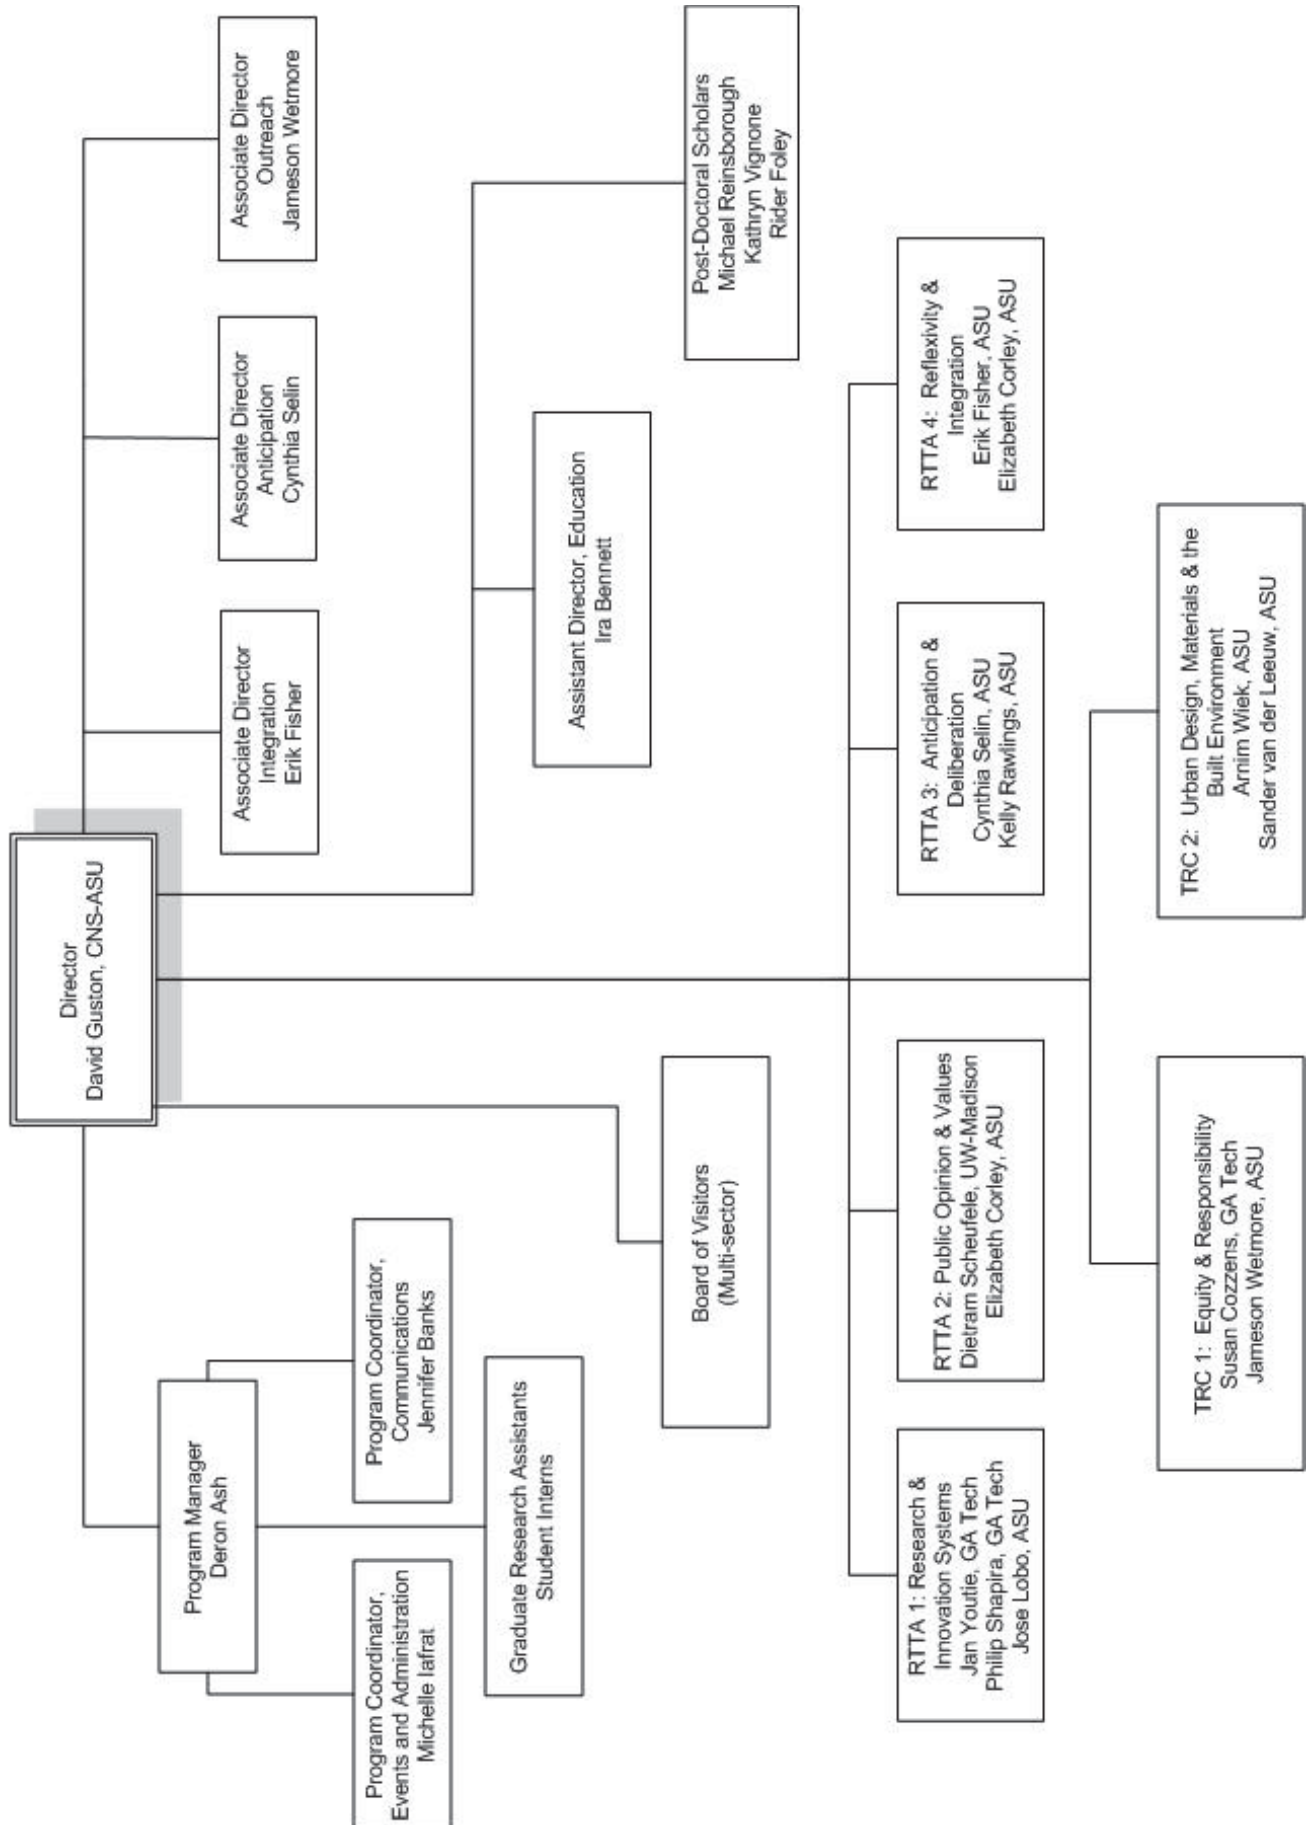 Director
David Guston, CNS-ASU
Program Manager
Deron Ash
Program Coordinator,
Events and Administration
Michelle Iafrat
Program Coordinator,
Communications
Jennifer Banks
Graduate Research Assistants
Student Interns
Associate Director
Integration
Erik Fisher
Associate Director
Anticipation
Cynthia Selin
Associate Director
Outreach
Jameson Wetmore
Board of Visitors
(Multi-sector)
Assistant Director, Education
Ira Bennett
Post-Doctoral Scholars
Michael Reinsborough
Kathryn Vignone
Rider Foley
RTTA 1: Research &
Innovation Systems
Jan Youtie, GA Tech
Philip Shapira, GA Tech
Jose Lobo, ASU
RTTA 2: Public Opinion & Values
Dietram Scheufele, UW-Madison
Elizabeth Corley, ASU
RTTA 3: Anticipation &
Deliberation
Cynthia Selin, ASU
Kelly Rawlings, ASU
RTTA 4: Reflexivity &
Integration
Erik Fisher, ASU
Elizabeth Corley, ASU
TRC 1: Equity & Responsibility
Susan Cozzens, GA Tech
Jameson Wetmore, ASU
TRC 2: Urban Design, Materials & the
Built Environment
Arnim Wiek, ASU
Sander van der Leeuw, ASU